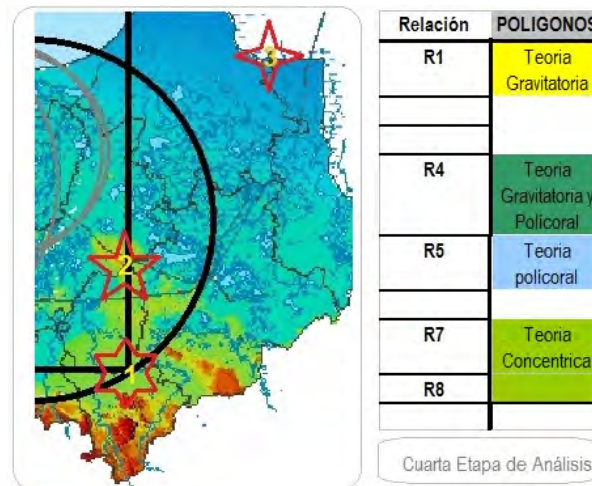 3
2
1
Relación POLIGONOS
R1 Teoria
Gravitatoria
R4 Teoria
Gravitatoria y
Policoral
R5 Teoria
policoral
R7 Teoria
Concentrica
R8
Cuarta Etapa de Análisis